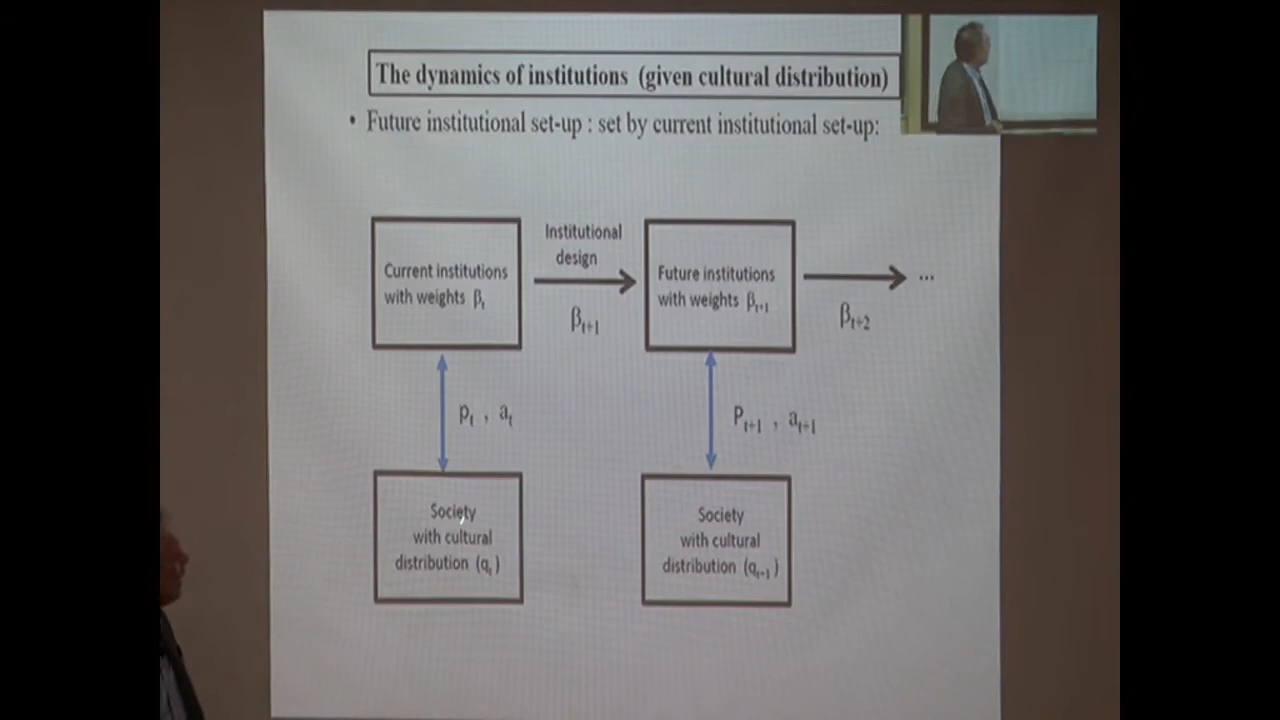 The dynamics of institutions (given cultural distribution)
• Future institutional set-up : set by current institutional set-up:
Current institutions
with weights βₜ
Institutional
design
βₜ₊₁
Future institutions
with weights βₜ₊₁
...
βₜ₊₂
pₜ , aₜ
Pₜ₊₁ , aₜ₊₁
Society
with cultural
distribution (qₜ)
Society
with cultural
distribution (qₜ₊₁)